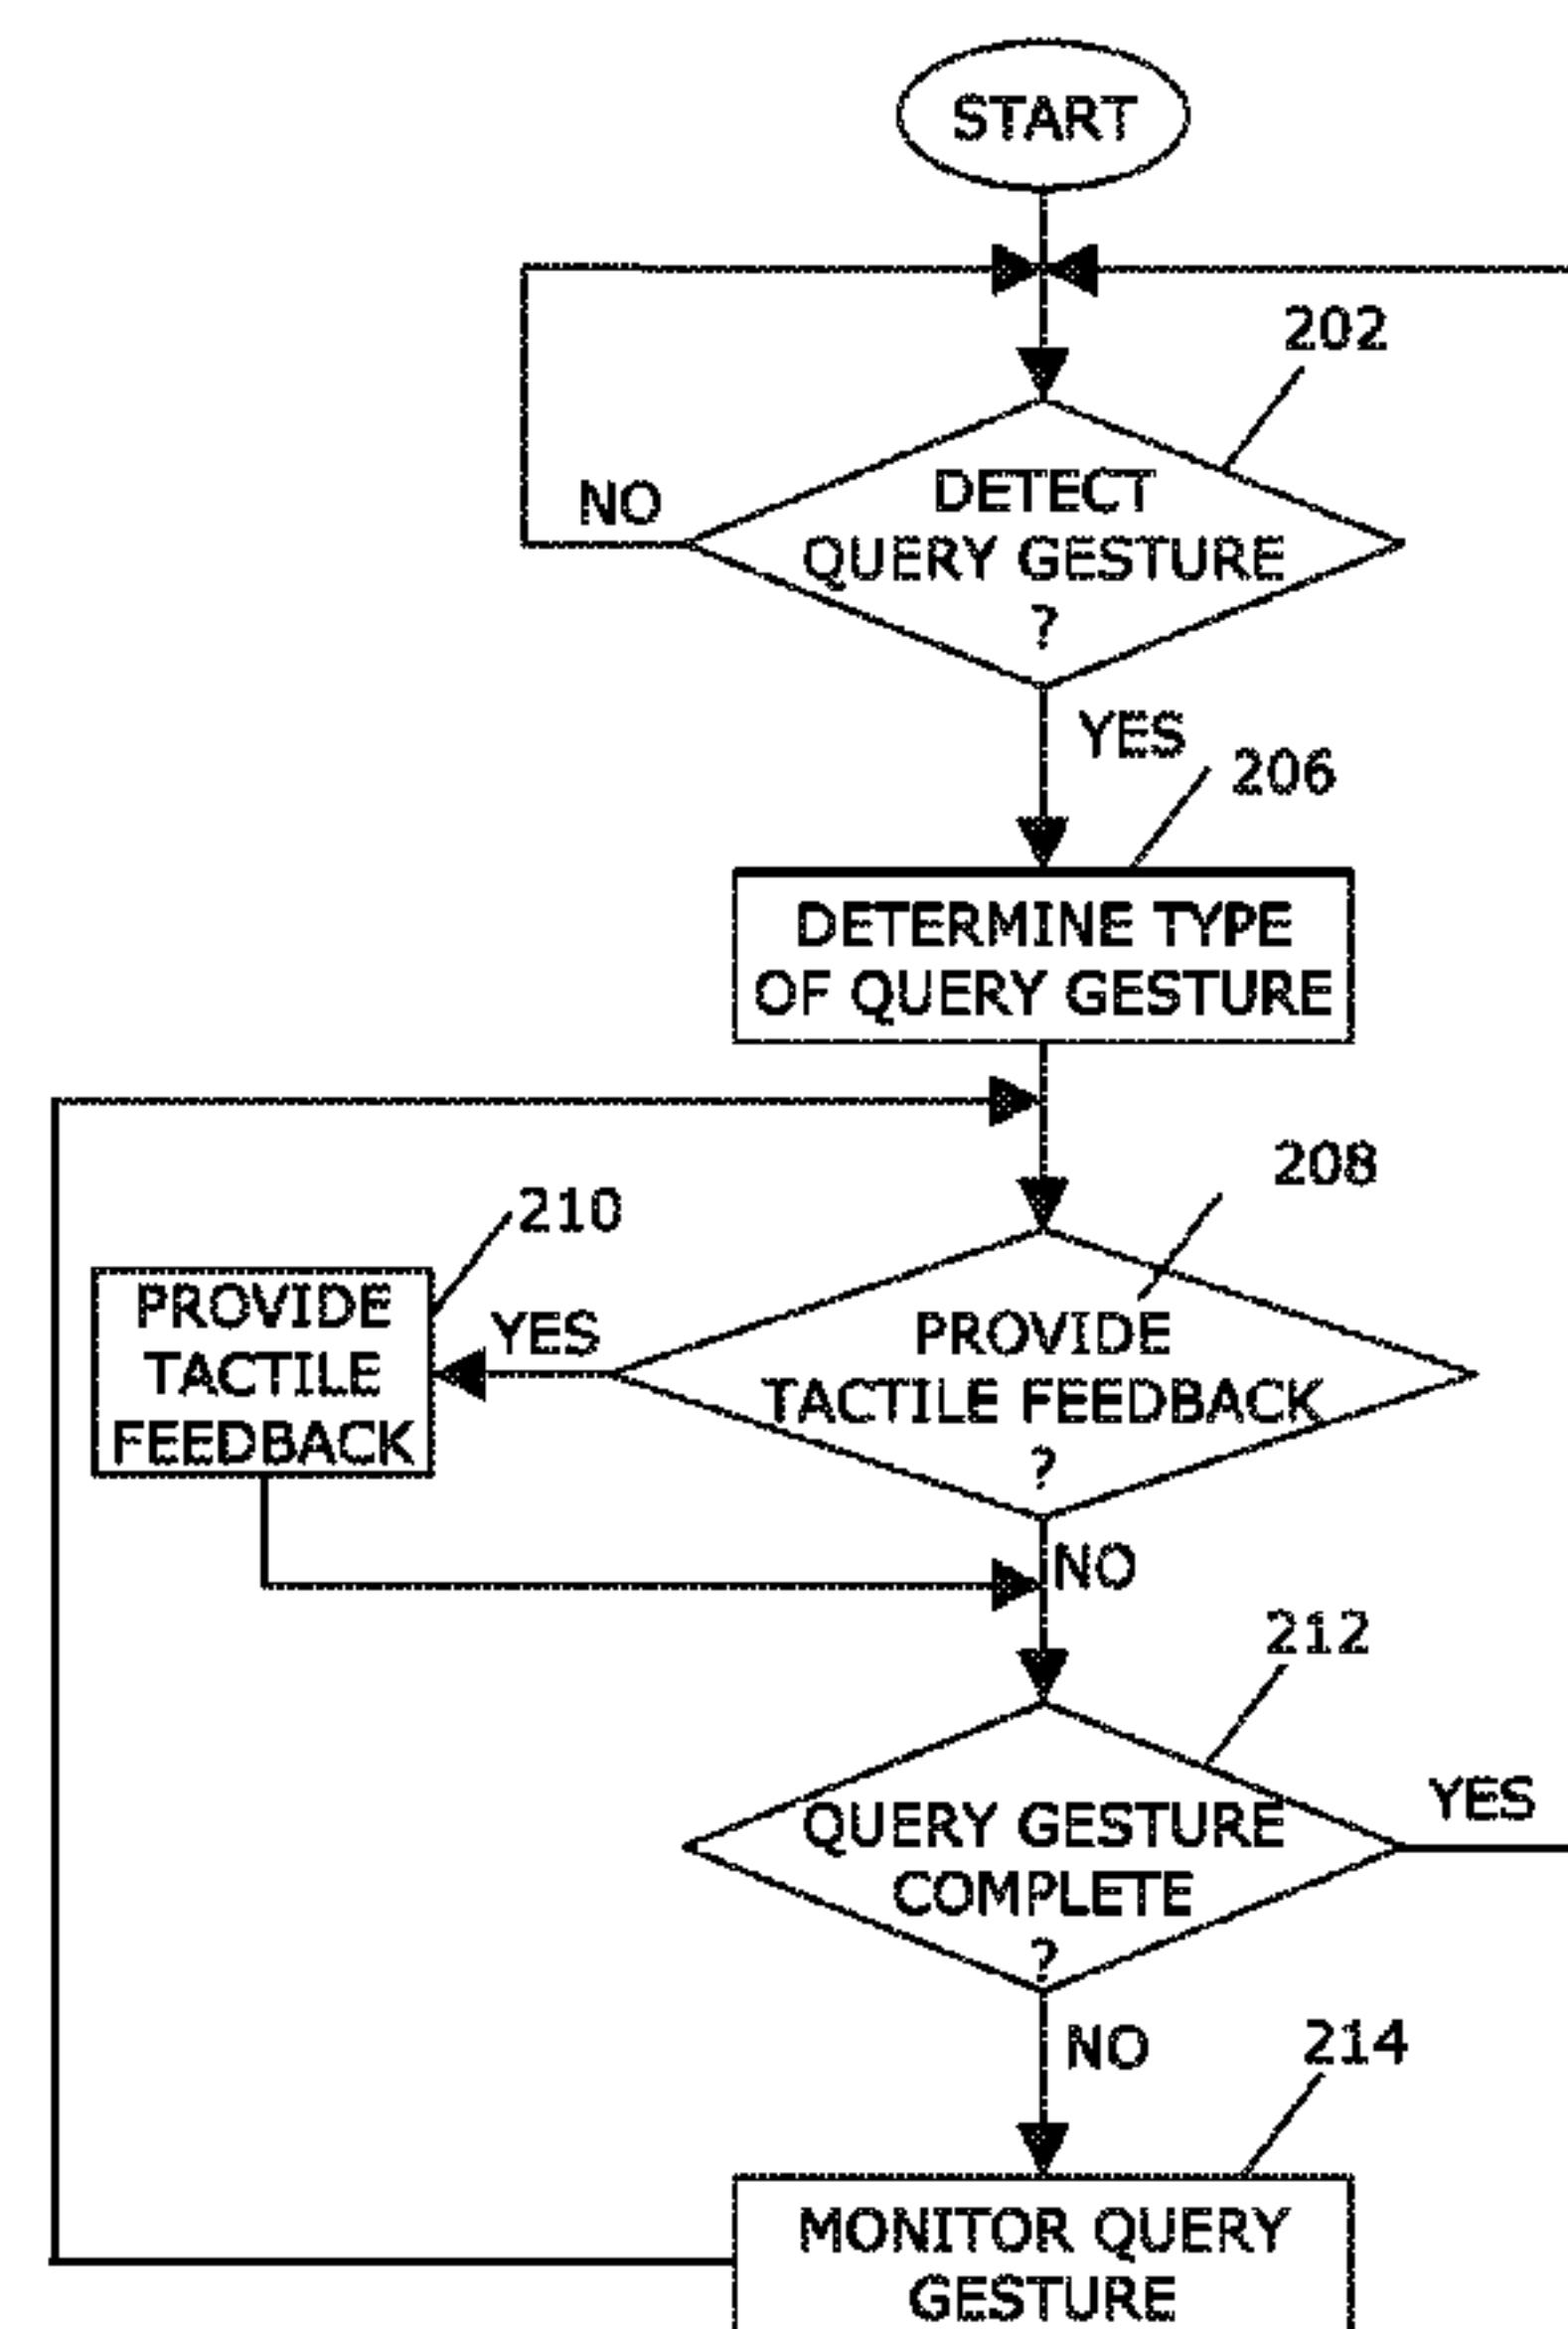 START
202
DETECT
QUERY GESTURE
?
NO
YES
206
DETERMINE TYPE
OF QUERY GESTURE
208
210
PROVIDE
TACTILE
FEEDBACK
YES
PROVIDE
TACTILE FEEDBACK
?
NO
212
QUERY GESTURE
COMPLETE
?
YES
NO
214
MONITOR QUERY
GESTURE